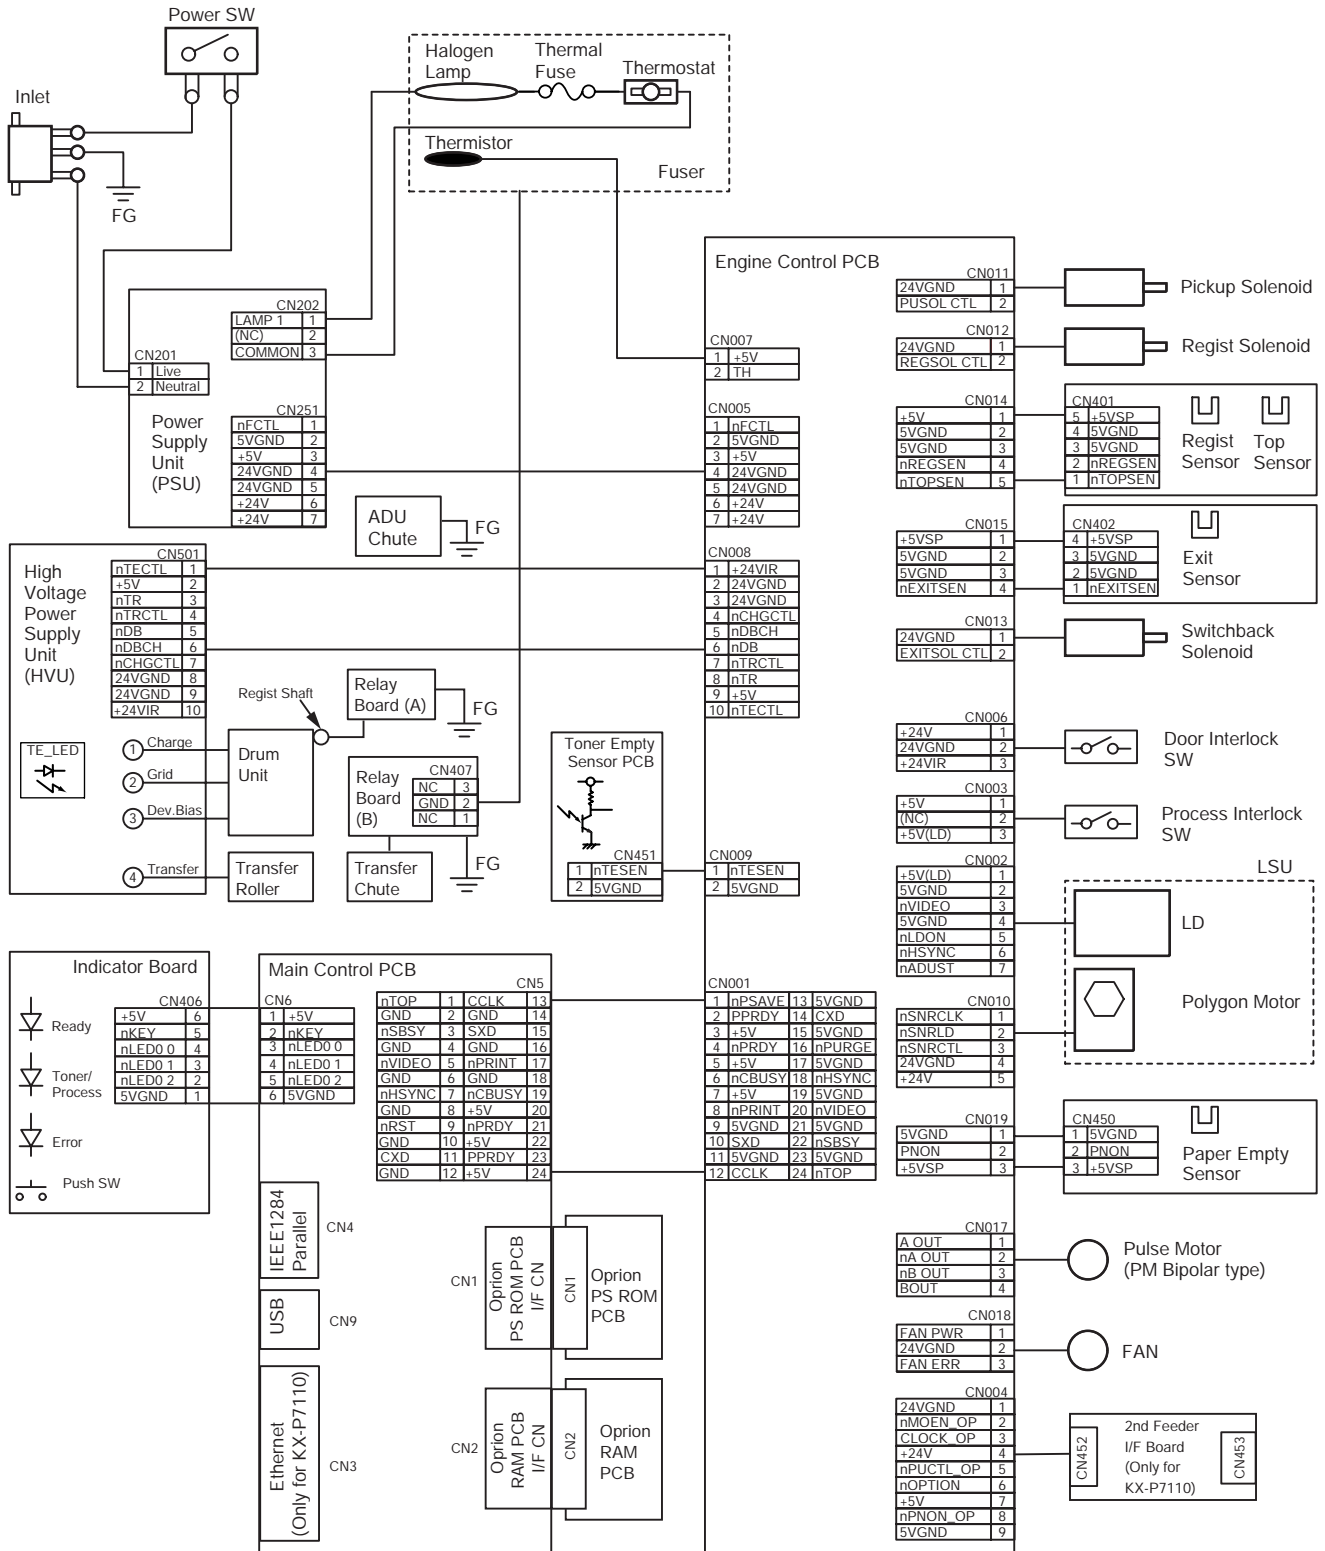 Power SW
Inlet
FG
Halogen
Lamp
Thermal
Fuse
Thermostat
Thermistor
Fuser
CN202
LAMP 1 1
(NC) 2
COMMON 3
CN201
1 Live
2 Neutral
Power
Supply
Unit
(PSU)
CN251
nFCTL 1
5VGND 2
+5V 3
24VGND 4
24VGND 5
+24V 6
+24V 7
ADU
Chute
FG
High
Voltage
Power
Supply
Unit
(HVU)
CN501
nTECTL 1
+5V 2
nTR 3
nTRCTL 4
nDB 5
nDBCH 6
nCHGCTL 7
24VGND 8
24VGND 9
+24VIR 10
TE_LED
1 Charge
2 Grid
3 Dev.Bias
4 Transfer
Drum
Unit
Transfer
Roller
Regist Shaft
Relay
Board (A)
FG
Relay
Board
(B)
CN407
NC 3
GND 2
NC 1
Transfer
Chute
FG
Toner Empty
Sensor PCB
CN451
1 nTESEN
2 5VGND
Indicator Board
Ready
Toner/
Process
Error
Push SW
CN406
+5V 6
nKEY 5
nLED0 0 4
nLED0 1 3
nLED0 2 2
5VGND 1
Main Control PCB
CN6
1 +5V
2 nKEY
3 nLED0 0
4 nLED0 1
5 nLED0 2
6 5VGND
CN5
nTOP 1 CCLK 13
GND 2 GND 14
nSBSY 3 SXD 15
GND 4 GND 16
nVIDEO 5 nPRINT 17
GND 6 GND 18
nHSYNC 7 nCBUSY 19
GND 8 +5V 20
nRST 9 nPRDY 21
GND 10 +5V 22
CXD 11 PPRDY 23
GND 12 +5V 24
IEEE1284
Parallel
CN4
USB
CN9
Ethernet
(Only for KX-P7110)
CN3
CN1
Oprion
PS ROM PCB
I/F CN
CN1
Oprion
PS ROM
PCB
CN2
Oprion
RAM PCB
I/F CN
CN2
Oprion
RAM
PCB
Engine Control PCB
CN007
1 +5V
2 TH
CN005
1 nFCTL
2 5VGND
3 +5V
4 24VGND
5 24VGND
6 +24V
7 +24V
CN008
1 +24VIR
2 24VGND
3 24VGND
4 nCHGCTL
5 nDBCH
6 nDB
7 nTRCTL
8 nTR
9 +5V
10 nTECTL
CN009
1 nTESEN
2 5VGND
CN001
1 nPSAVE 13 5VGND
2 PPRDY 14 CXD
3 +5V 15 5VGND
4 nPRDY 16 nPURGE
5 +5V 17 5VGND
6 nCBUSY 18 nHSYNC
7 +5V 19 5VGND
8 nPRINT 20 nVIDEO
9 5VGND 21 5VGND
10 SXD 22 nSBSY
11 5VGND 23 5VGND
12 CCLK 24 nTOP
CN011
24VGND 1
PUSOL CTL 2
Pickup Solenoid
CN012
24VGND 1
REGSOL CTL 2
Regist Solenoid
CN014
+5V 1
5VGND 2
5VGND 3
nREGSEN 4
nTOPSEN 5
CN401
5 +5VSP
4 5VGND
3 5VGND
2 nREGSEN
1 nTOPSEN
Regist
Sensor
Top
Sensor
CN015
+5VSP 1
5VGND 2
5VGND 3
nEXITSEN 4
CN402
4 +5VSP
3 5VGND
2 5VGND
1 nEXITSEN
Exit
Sensor
CN013
24VGND 1
EXITSOL CTL 2
Switchback
Solenoid
CN006
+24V 1
24VGND 2
+24VIR 3
Door Interlock
SW
CN003
+5V 1
(NC) 2
+5V(LD) 3
Process Interlock
SW
CN002
+5V(LD) 1
5VGND 2
nVIDEO 3
5VGND 4
nLDON 5
nHSYNC 6
nADUST 7
LSU
LD
Polygon Motor
CN010
nSNRCLK 1
nSNRLD 2
nSNRCTL 3
24VGND 4
+24V 5
CN019
5VGND 1
PNON 2
+5VSP 3
CN450
1 5VGND
2 PNON
3 +5VSP
Paper Empty
Sensor
CN017
A OUT 1
nA OUT 2
nB OUT 3
BOUT 4
Pulse Motor
(PM Bipolar type)
CN018
FAN PWR 1
24VGND 2
FAN ERR 3
FAN
CN004
24VGND 1
nMOEN_OP 2
CLOCK_OP 3
+24V 4
nPUCTL_OP 5
nOPTION 6
+5V 7
nPNON_OP 8
5VGND 9
CN452
2nd Feeder
I/F Board
(Only for
KX-P7110)
CN453